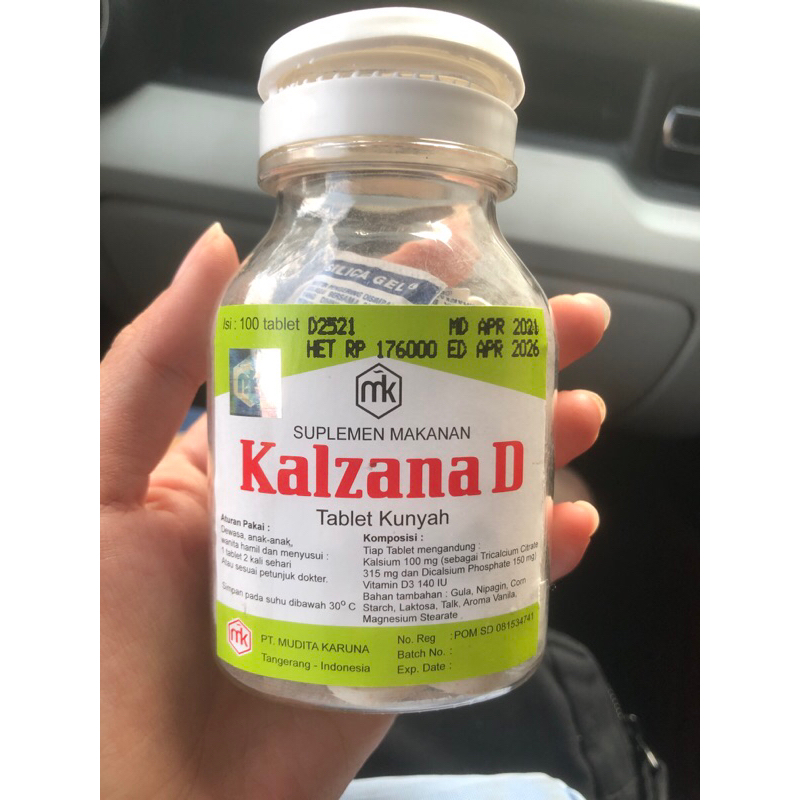 SILICA GEL
Isi : 100 tablet D2521 MD APR 2021
HET RP 176000 ED APR 2026
mk
SUPLEMEN MAKANAN
Kalzana D
Tablet Kunyah
Aturan Pakai :
Dewasa, anak-anak,
wanita hamil dan menyusui :
1 tablet 2 kali sehari
Atau sesuai petunjuk dokter.
Simpan pada suhu dibawah 30° C
Komposisi :
Tiap Tablet mengandung :
Kalsium 100 mg (sebagai Tricalcium Citrate
315 mg dan Dicalsium Phosphate 150 mg)
Vitamin D3 140 IU
Bahan tambahan : Gula, Nipagin, Corn
Starch, Laktosa, Talk, Aroma Vanila,
Magnesium Stearate .
mk
PT. MUDITA KARUNA
Tangerang - Indonesia
No. Reg : POM SD 081534741
Batch No. :
Exp. Date :